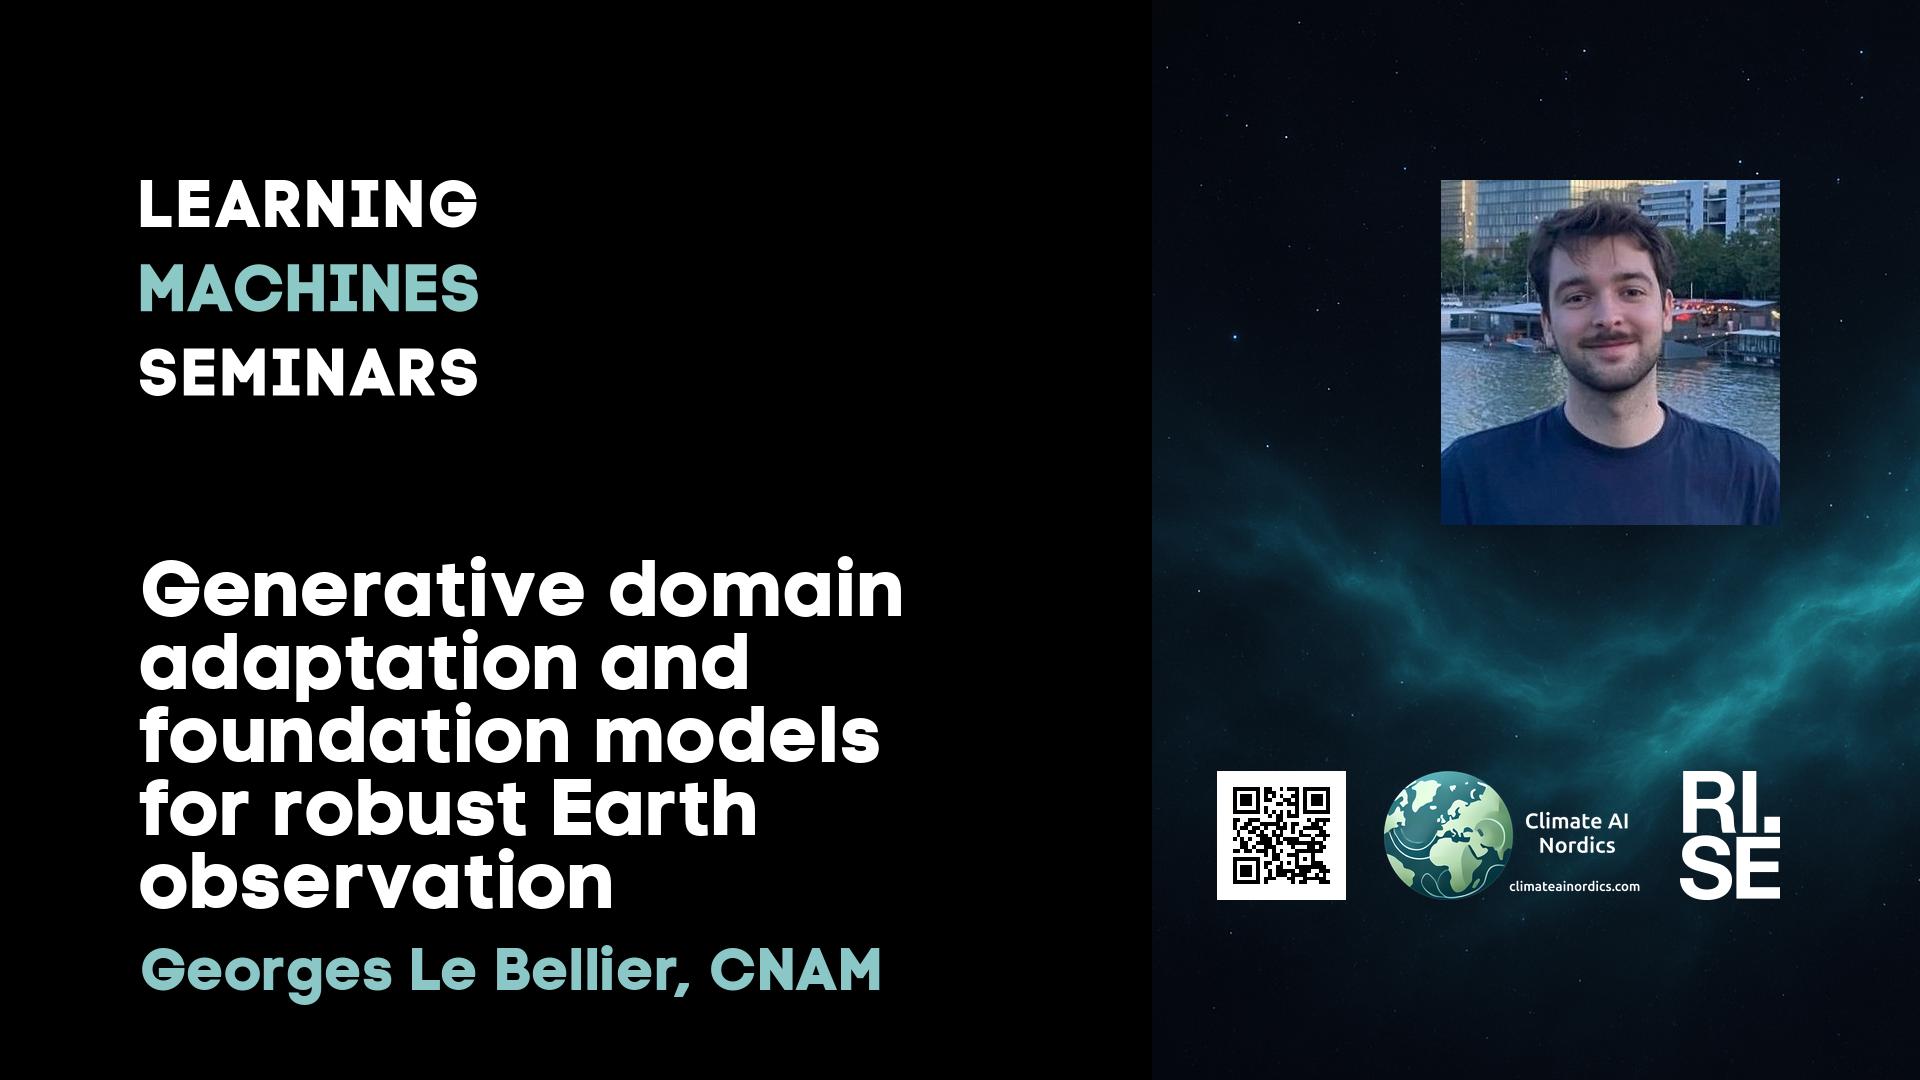 LEARNING
MACHINES
SEMINARS
Generative domain
adaptation and
foundation models
for robust Earth
observation
Georges Le Bellier, CNAM
Climate AI
Nordics
climateainordics.com
RI.
SE